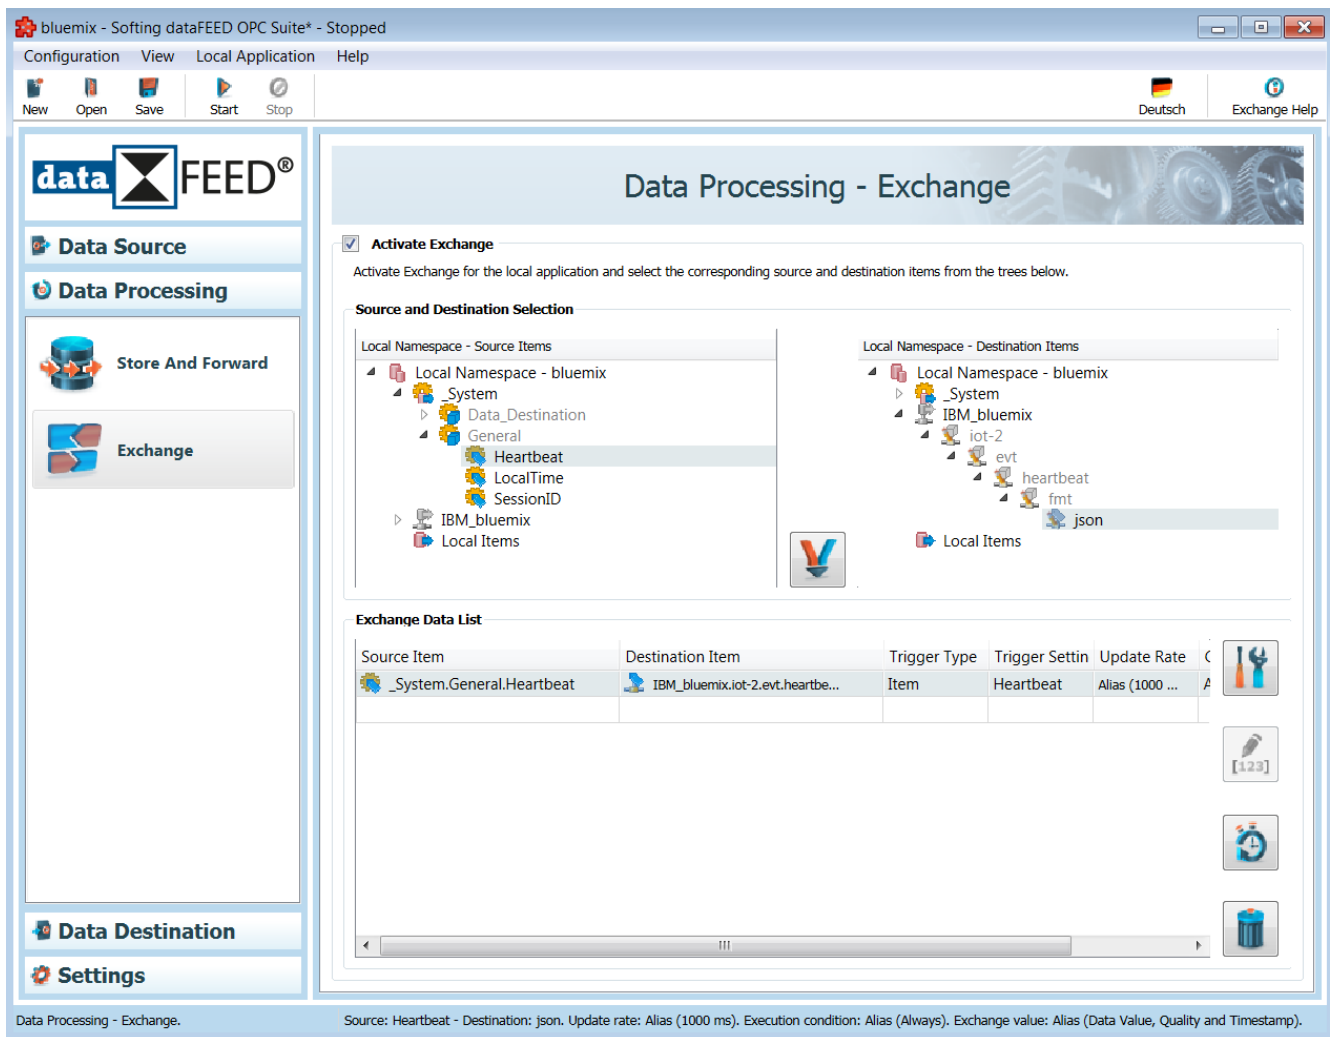 bluemix - Softing dataFEED OPC Suite* - Stopped
Configuration View Local Application Help
New Open Save Start Stop Deutsch Exchange Help
data FEED®
Data Processing - Exchange
Data Source
Data Processing
Store And Forward
Exchange
Data Destination
Settings
Activate Exchange
Activate Exchange for the local application and select the corresponding source and destination items from the trees below.
Source and Destination Selection
Local Namespace - Source Items
Local Namespace - bluemix
_System
Data_Destination
General
Heartbeat
LocalTime
SessionID
IBM_bluemix
Local Items
Local Namespace - Destination Items
Local Namespace - bluemix
_System
IBM_bluemix
iot-2
evt
heartbeat
fmt
json
Local Items
Exchange Data List
Source Item Destination Item Trigger Type Trigger Settin Update Rate
_System.General.Heartbeat IBM_bluemix.iot-2.evt.heartbe... Item Heartbeat Alias (1000 ... A
[123]
Data Processing - Exchange.
Source: Heartbeat - Destination: json. Update rate: Alias (1000 ms). Execution condition: Alias (Always). Exchange value: Alias (Data Value, Quality and Timestamp).